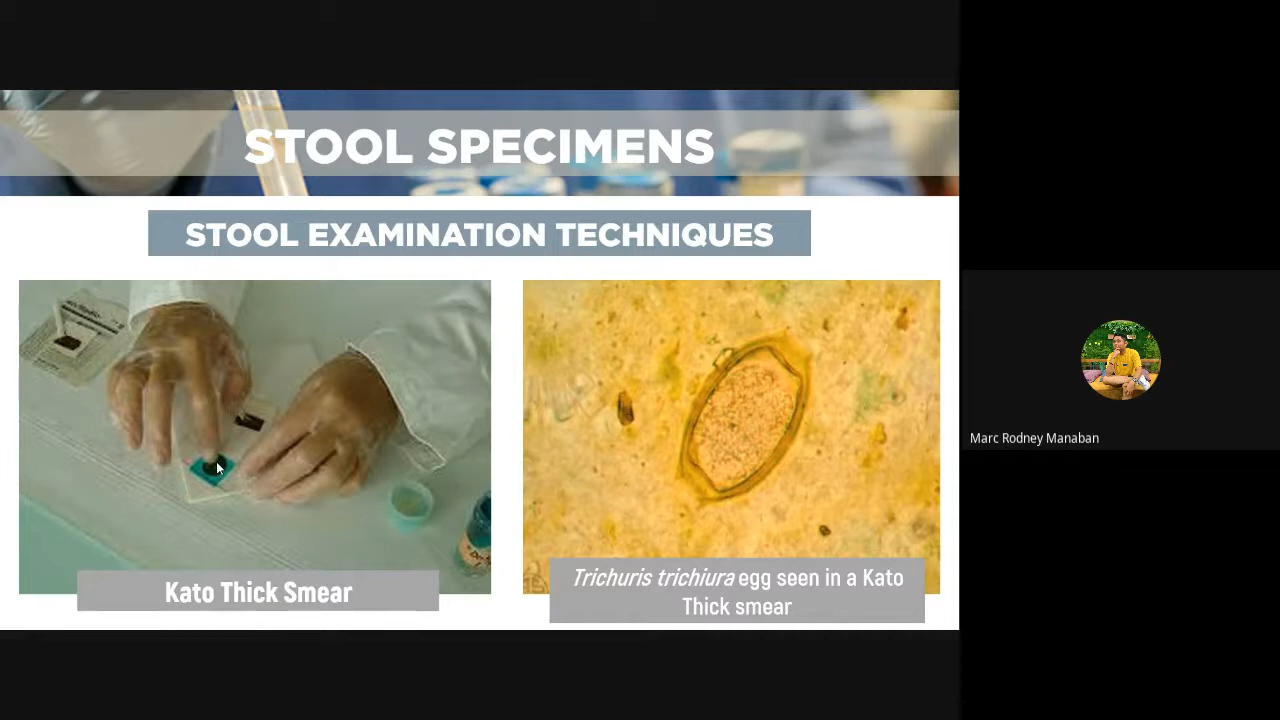 STOOL SPECIMENS
STOOL EXAMINATION TECHNIQUES
Kato Thick Smear
Trichuris trichiura egg seen in a Kato
Thick smear
Marc Rodney Manaban